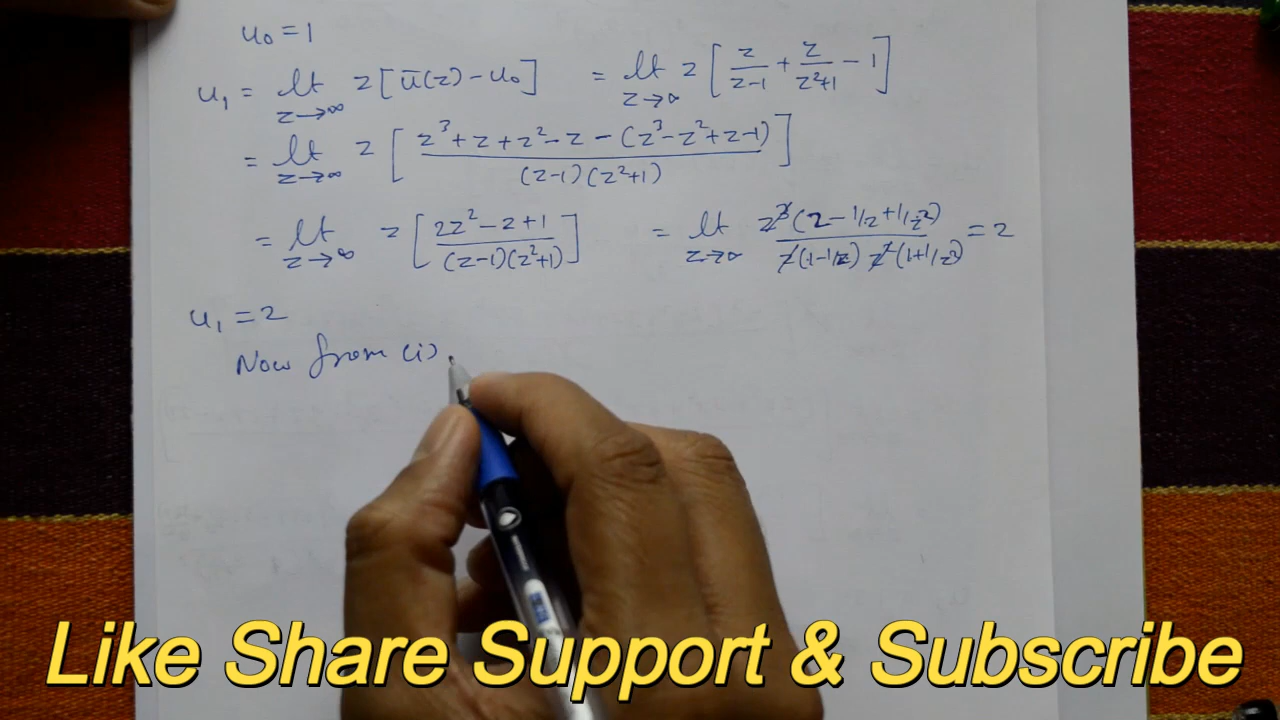 u₀ = 1
u₁ = lt z→∞ z[ū(z) - u₀] = lt z→∞ z[z/(z-1) + z/(z²+1) - 1]
= lt z→∞ z[(z³+z+z²-z-(z³-z²+z-1))/((z-1)(z²+1))]
= lt z→∞ z[(2z²-z+1)/((z-1)(z²+1))] = lt z→∞ z³(2-1/z+1/z²)/(z(1-1/z) z²(1+1/z²)) = 2
u₁ = 2
Now from (i)
Like Share Support & Subscribe